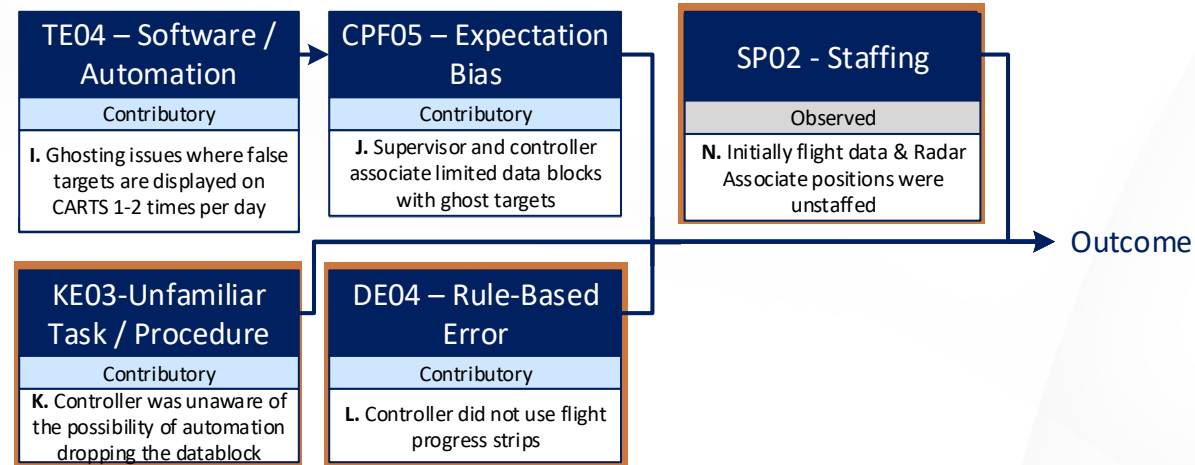 TE04 – Software /
Automation
Contributory
I. Ghosting issues where false
targets are displayed on
CARTS 1-2 times per day
CPF05 – Expectation
Bias
Contributory
J. Supervisor and controller
associate limited data blocks
with ghost targets
SP02 - Staffing
Observed
N. Initially flight data & Radar
Associate positions were
unstaffed
Outcome
KE03-Unfamiliar
Task / Procedure
Contributory
K. Controller was unaware of
the possibility of automation
dropping the datablock
DE04 – Rule-Based
Error
Contributory
L. Controller did not use flight
progress strips